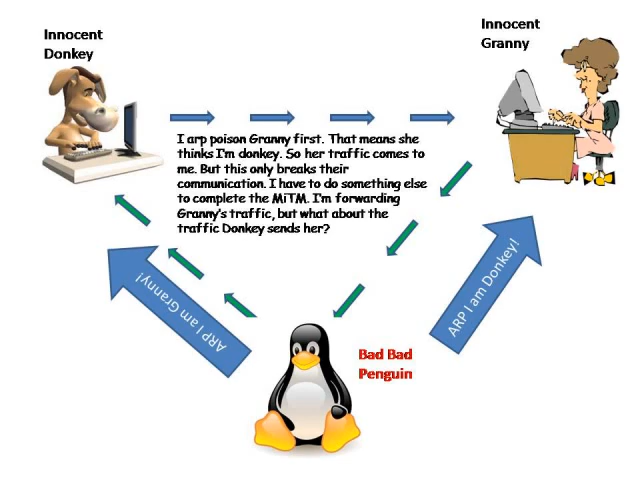 Innocent
Donkey
Innocent
Granny
I arp poison Granny first. That means she
thinks I'm donkey. So her traffic comes to
me. But this only breaks their
communication. I have to do something else
to complete the MiTM. I'm forwarding
Granny's traffic, but what about the
traffic Donkey sends her?
ARP I am Granny!
ARP I am Donkey!
Bad Bad
Penguin